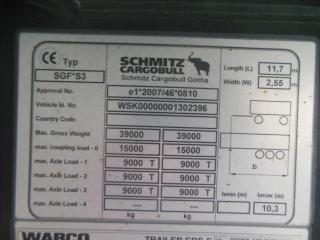 CE Typ
SGF*S3
SCHMITZ
CARGOBULL
Schmitz Cargobull Gotha
Length (L) 11,7 m
Width (W) 2,55 m
Approval No. e1*2007/46*0810
Vehicle Id. No. WSK00000001302396
Country Code
Max. Gross Weight 39000 39000
max. coupling load - 0 15000 15000
max. Axle Load - 1 9000 T 9000 T
max. Axle Load - 2 9000 T 9000 T
max. Axle Load - 3 9000 T 9000 T
max. Axle Load - 4 --- ---
kg kg
b
bmin (m) bmax (m)
10,3
WABCO TRAILER EBS-E